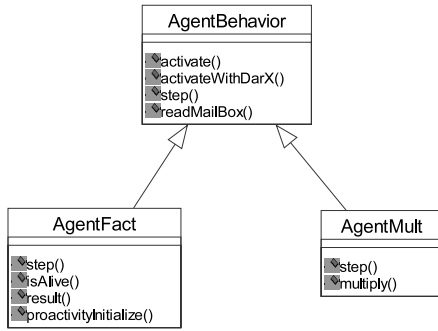 AgentBehavior
activate()
activateWithDarX()
step()
readMailBox()
AgentFact
step()
isAlive()
result()
proactivityInitialize()
AgentMult
step()
multiply()